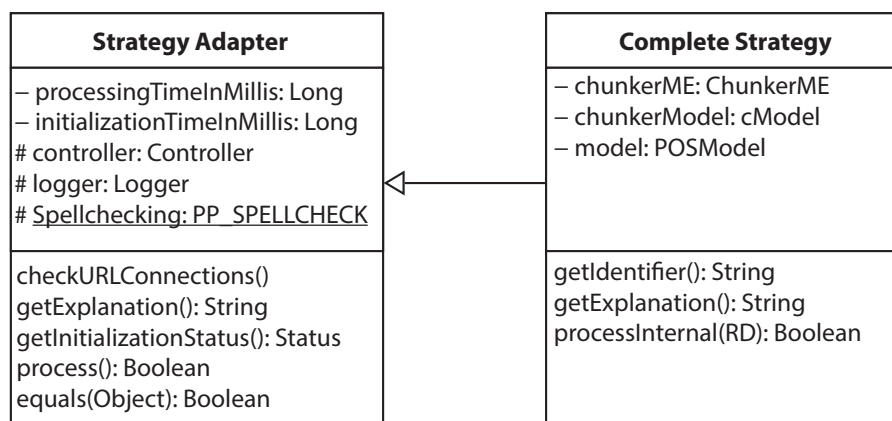 Strategy Adapter
– processingTimeInMillis: Long
– initializationTimeInMillis: Long
# controller: Controller
# logger: Logger
# Spellchecking: PP_SPELLCHECK
checkURLConnections()
getExplanation(): String
getInitializationStatus(): Status
process(): Boolean
equals(Object): Boolean
Complete Strategy
– chunkerME: ChunkerME
– chunkerModel: cModel
– model: POSModel
getIdentifier(): String
getExplanation(): String
processInternal(RD): Boolean